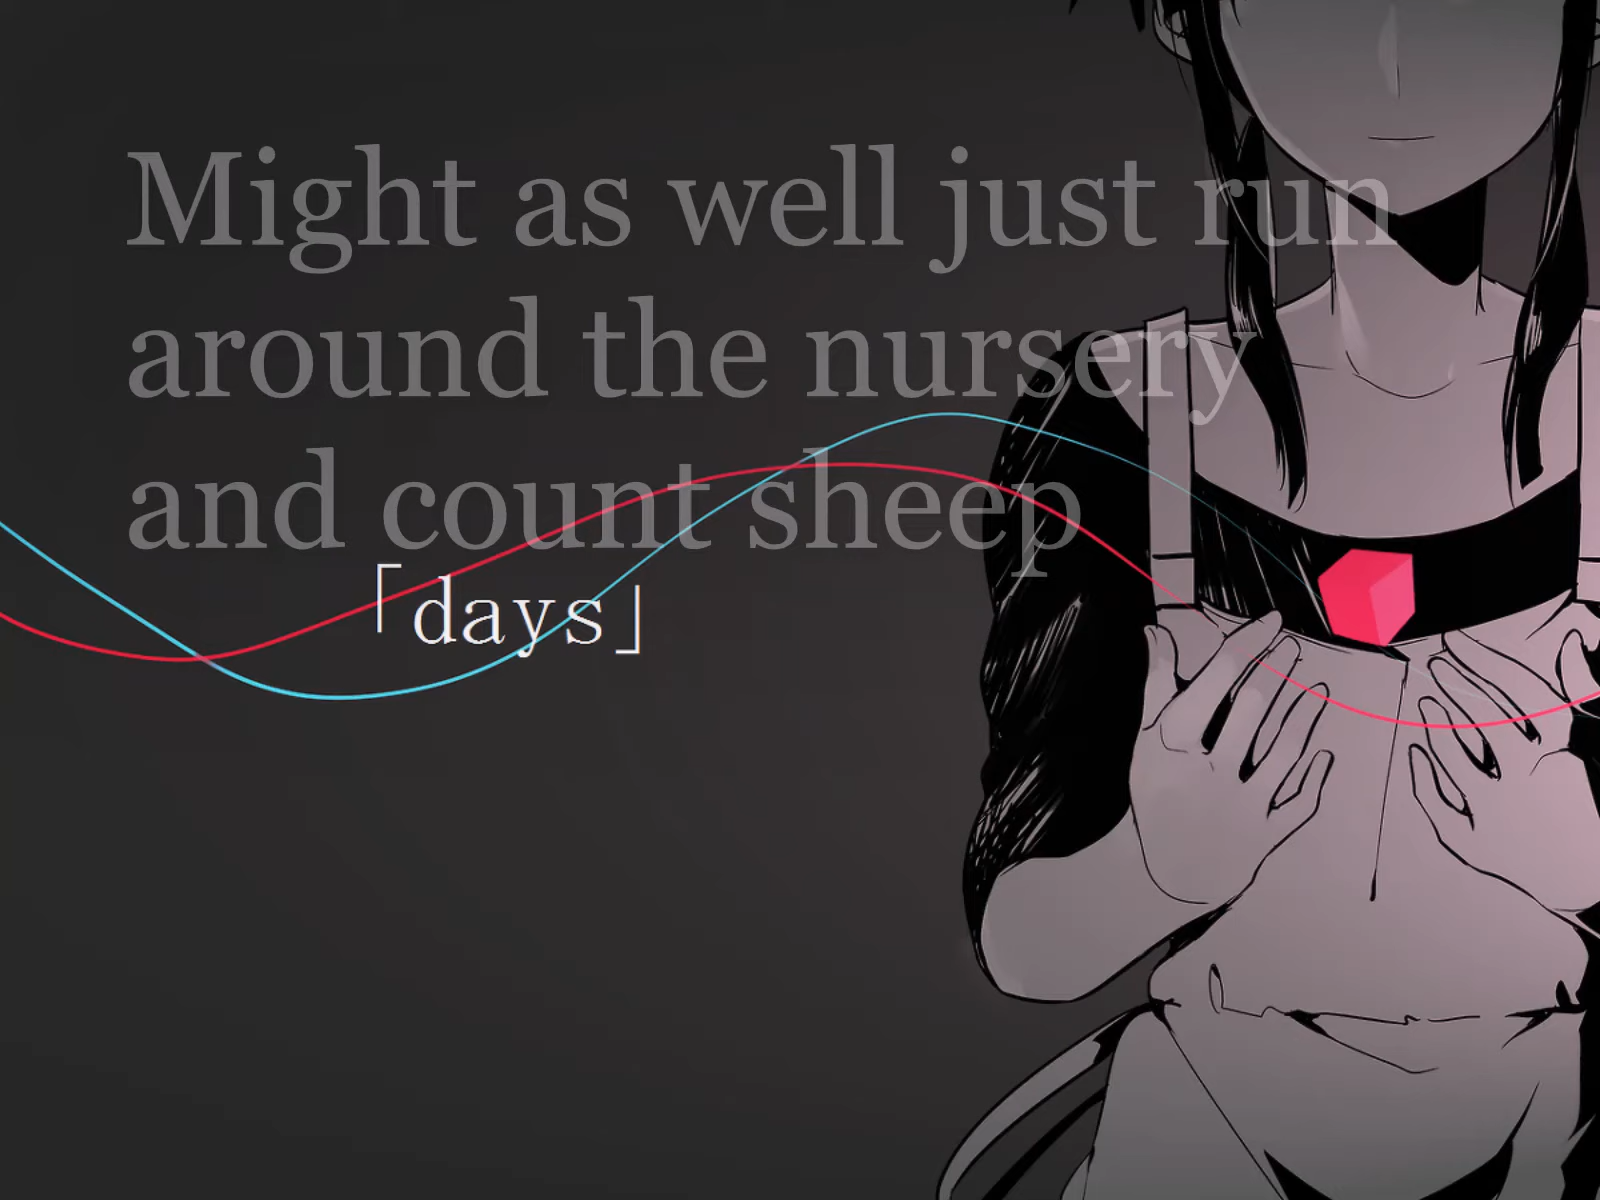 Might as well just run
around the nursery
and count sheep
「days」